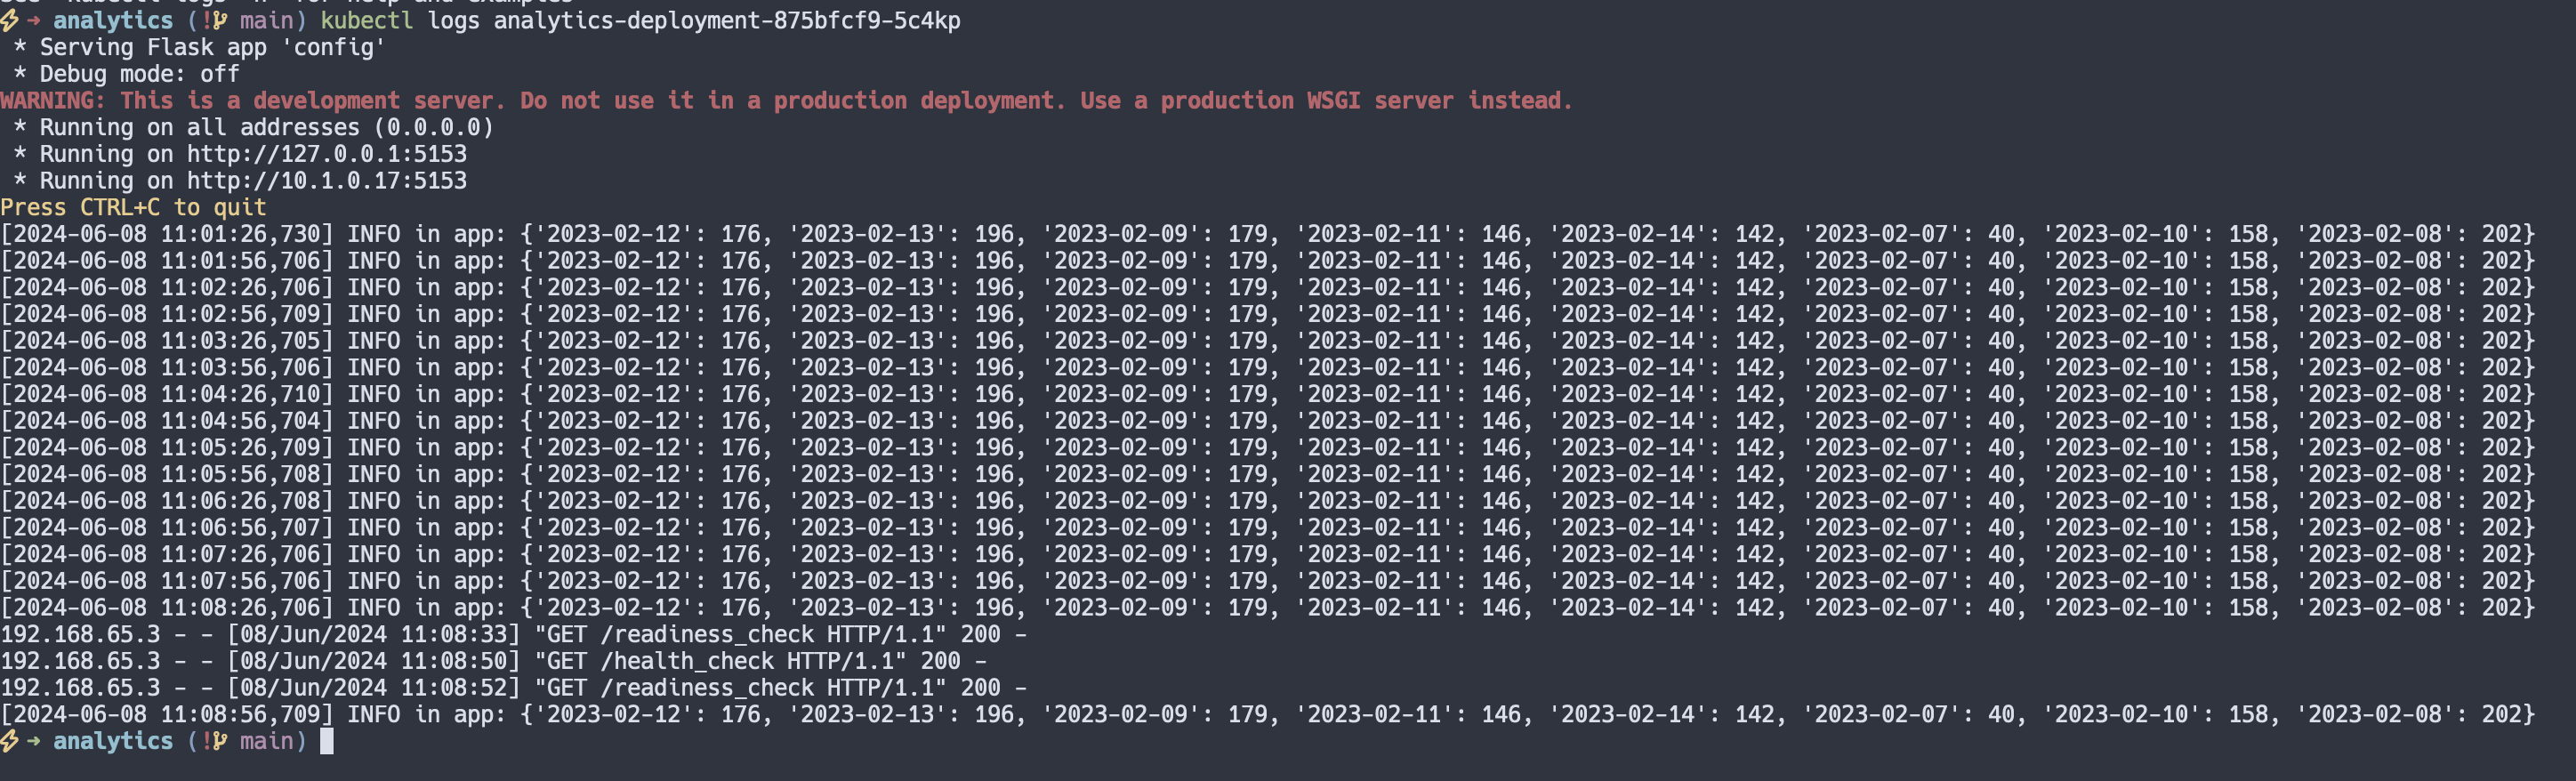 See 'kubectl logs -h' for help and examples
⚡➜ analytics (! main) kubectl logs analytics-deployment-875bfcf9-5c4kp
 * Serving Flask app 'config'
 * Debug mode: off
WARNING: This is a development server. Do not use it in a production deployment. Use a production WSGI server instead.
 * Running on all addresses (0.0.0.0)
 * Running on http://127.0.0.1:5153
 * Running on http://10.1.0.17:5153
Press CTRL+C to quit
[2024-06-08 11:01:26,730] INFO in app: {'2023-02-12': 176, '2023-02-13': 196, '2023-02-09': 179, '2023-02-11': 146, '2023-02-14': 142, '2023-02-07': 40, '2023-02-10': 158, '2023-02-08': 202}
[2024-06-08 11:01:56,706] INFO in app: {'2023-02-12': 176, '2023-02-13': 196, '2023-02-09': 179, '2023-02-11': 146, '2023-02-14': 142, '2023-02-07': 40, '2023-02-10': 158, '2023-02-08': 202}
[2024-06-08 11:02:26,706] INFO in app: {'2023-02-12': 176, '2023-02-13': 196, '2023-02-09': 179, '2023-02-11': 146, '2023-02-14': 142, '2023-02-07': 40, '2023-02-10': 158, '2023-02-08': 202}
[2024-06-08 11:02:56,709] INFO in app: {'2023-02-12': 176, '2023-02-13': 196, '2023-02-09': 179, '2023-02-11': 146, '2023-02-14': 142, '2023-02-07': 40, '2023-02-10': 158, '2023-02-08': 202}
[2024-06-08 11:03:26,705] INFO in app: {'2023-02-12': 176, '2023-02-13': 196, '2023-02-09': 179, '2023-02-11': 146, '2023-02-14': 142, '2023-02-07': 40, '2023-02-10': 158, '2023-02-08': 202}
[2024-06-08 11:03:56,706] INFO in app: {'2023-02-12': 176, '2023-02-13': 196, '2023-02-09': 179, '2023-02-11': 146, '2023-02-14': 142, '2023-02-07': 40, '2023-02-10': 158, '2023-02-08': 202}
[2024-06-08 11:04:26,710] INFO in app: {'2023-02-12': 176, '2023-02-13': 196, '2023-02-09': 179, '2023-02-11': 146, '2023-02-14': 142, '2023-02-07': 40, '2023-02-10': 158, '2023-02-08': 202}
[2024-06-08 11:04:56,704] INFO in app: {'2023-02-12': 176, '2023-02-13': 196, '2023-02-09': 179, '2023-02-11': 146, '2023-02-14': 142, '2023-02-07': 40, '2023-02-10': 158, '2023-02-08': 202}
[2024-06-08 11:05:26,709] INFO in app: {'2023-02-12': 176, '2023-02-13': 196, '2023-02-09': 179, '2023-02-11': 146, '2023-02-14': 142, '2023-02-07': 40, '2023-02-10': 158, '2023-02-08': 202}
[2024-06-08 11:05:56,708] INFO in app: {'2023-02-12': 176, '2023-02-13': 196, '2023-02-09': 179, '2023-02-11': 146, '2023-02-14': 142, '2023-02-07': 40, '2023-02-10': 158, '2023-02-08': 202}
[2024-06-08 11:06:26,708] INFO in app: {'2023-02-12': 176, '2023-02-13': 196, '2023-02-09': 179, '2023-02-11': 146, '2023-02-14': 142, '2023-02-07': 40, '2023-02-10': 158, '2023-02-08': 202}
[2024-06-08 11:06:56,707] INFO in app: {'2023-02-12': 176, '2023-02-13': 196, '2023-02-09': 179, '2023-02-11': 146, '2023-02-14': 142, '2023-02-07': 40, '2023-02-10': 158, '2023-02-08': 202}
[2024-06-08 11:07:26,706] INFO in app: {'2023-02-12': 176, '2023-02-13': 196, '2023-02-09': 179, '2023-02-11': 146, '2023-02-14': 142, '2023-02-07': 40, '2023-02-10': 158, '2023-02-08': 202}
[2024-06-08 11:07:56,706] INFO in app: {'2023-02-12': 176, '2023-02-13': 196, '2023-02-09': 179, '2023-02-11': 146, '2023-02-14': 142, '2023-02-07': 40, '2023-02-10': 158, '2023-02-08': 202}
[2024-06-08 11:08:26,706] INFO in app: {'2023-02-12': 176, '2023-02-13': 196, '2023-02-09': 179, '2023-02-11': 146, '2023-02-14': 142, '2023-02-07': 40, '2023-02-10': 158, '2023-02-08': 202}
192.168.65.3 - - [08/Jun/2024 11:08:33] "GET /readiness_check HTTP/1.1" 200 -
192.168.65.3 - - [08/Jun/2024 11:08:50] "GET /health_check HTTP/1.1" 200 -
192.168.65.3 - - [08/Jun/2024 11:08:52] "GET /readiness_check HTTP/1.1" 200 -
[2024-06-08 11:08:56,709] INFO in app: {'2023-02-12': 176, '2023-02-13': 196, '2023-02-09': 179, '2023-02-11': 146, '2023-02-14': 142, '2023-02-07': 40, '2023-02-10': 158, '2023-02-08': 202}
⚡➜ analytics (! main)